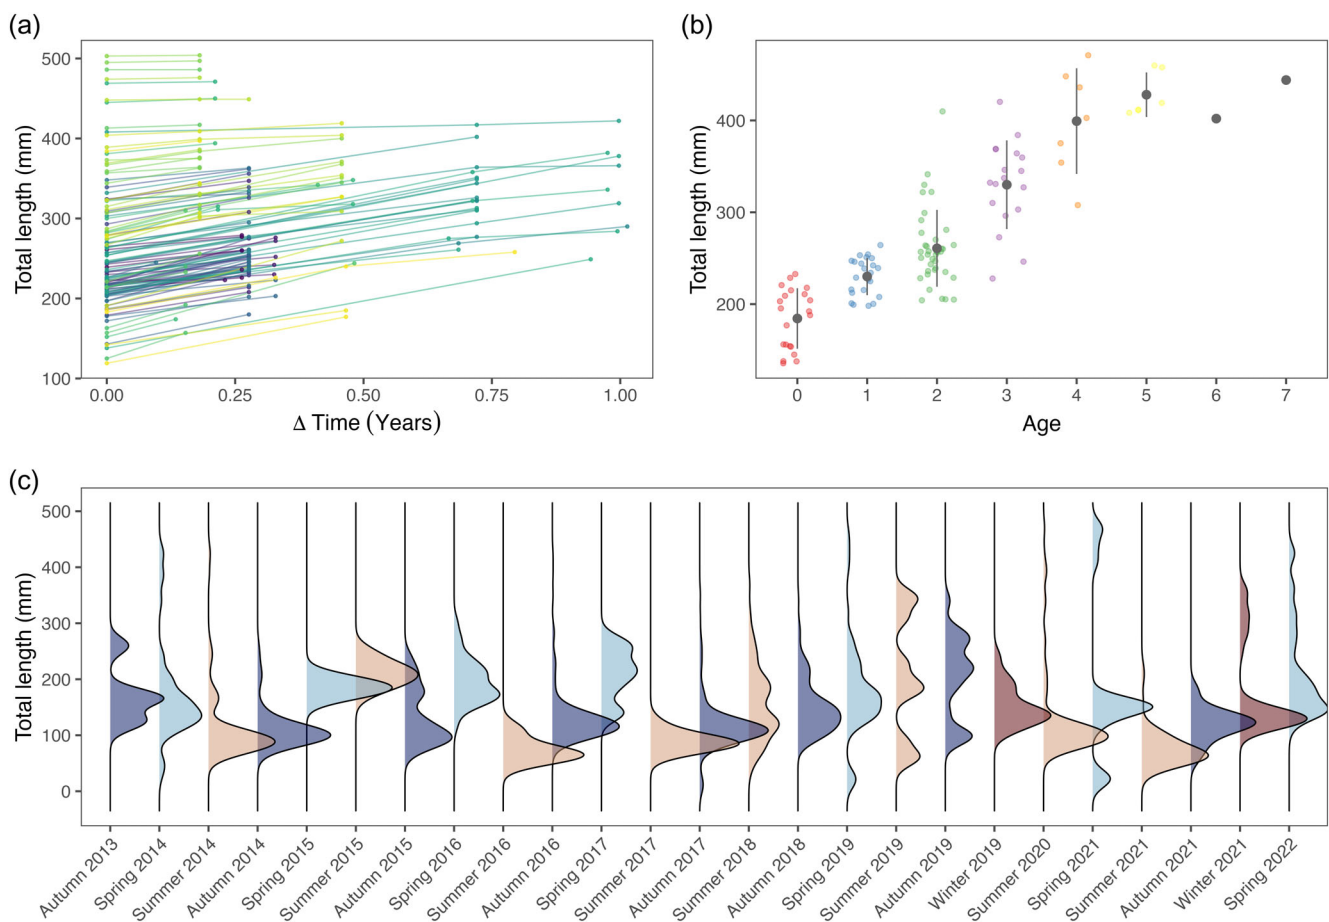 (a)
Total length (mm)
500
400
300
200
100
0.00 0.25 0.50 0.75 1.00
Δ Time (Years)
(b)
Total length (mm)
400
300
200
0 1 2 3 4 5 6 7
Age
(c)
Total length (mm)
500
400
300
200
100
0
Autumn 2013
Spring 2014
Summer 2014
Autumn 2014
Spring 2015
Summer 2015
Autumn 2015
Spring 2016
Summer 2016
Autumn 2016
Spring 2017
Summer 2017
Autumn 2017
Summer 2018
Autumn 2018
Spring 2019
Summer 2019
Autumn 2019
Winter 2019
Summer 2020
Spring 2021
Summer 2021
Autumn 2021
Winter 2021
Spring 2022